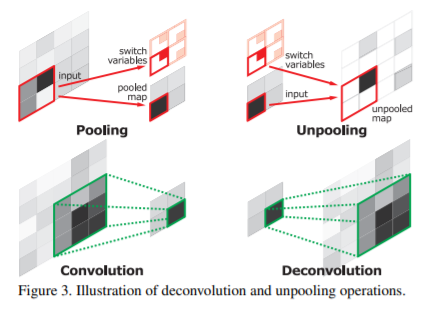 switch
variables
input
pooled
map
Pooling
switch
variables
input
unpooled
map
Unpooling
Convolution
Deconvolution
Figure 3. Illustration of deconvolution and unpooling operations.